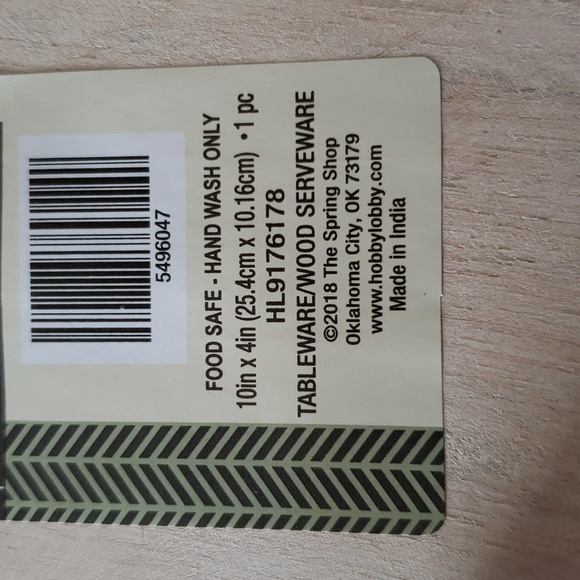 5496047
FOOD SAFE - HAND WASH ONLY
10in x 4in (25.4cm x 10.16cm) • 1 pc
HL9176178
TABLEWARE/WOOD SERVEWARE
©2018 The Spring Shop
Oklahoma City, OK 73179
www.hobbylobby.com
Made in India